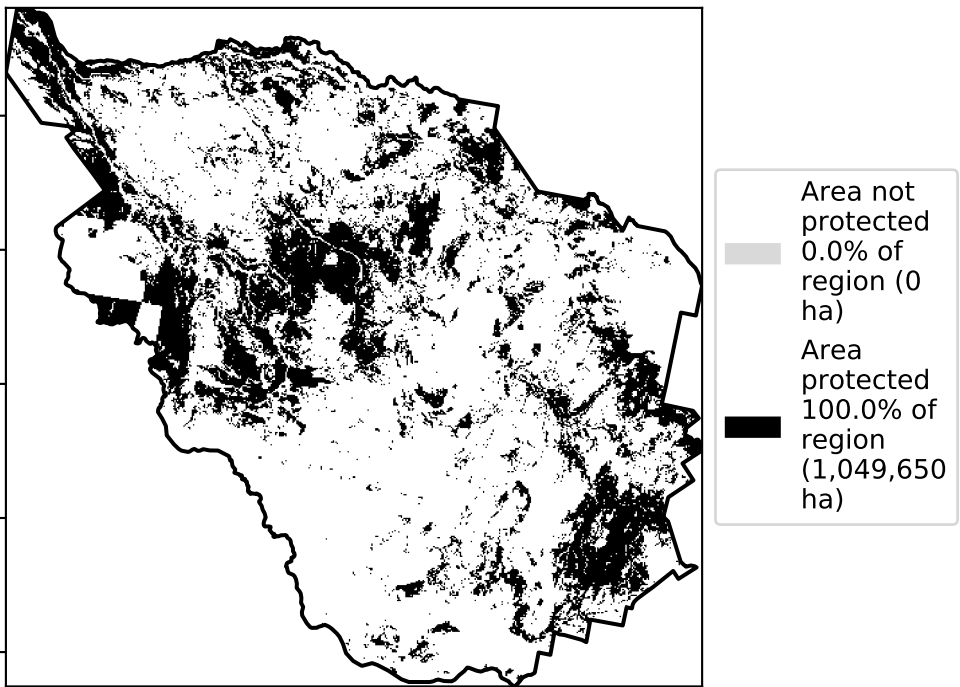 Area not
protected
0.0% of
region (0
ha)
Area
protected
100.0% of
region
(1,049,650
ha)